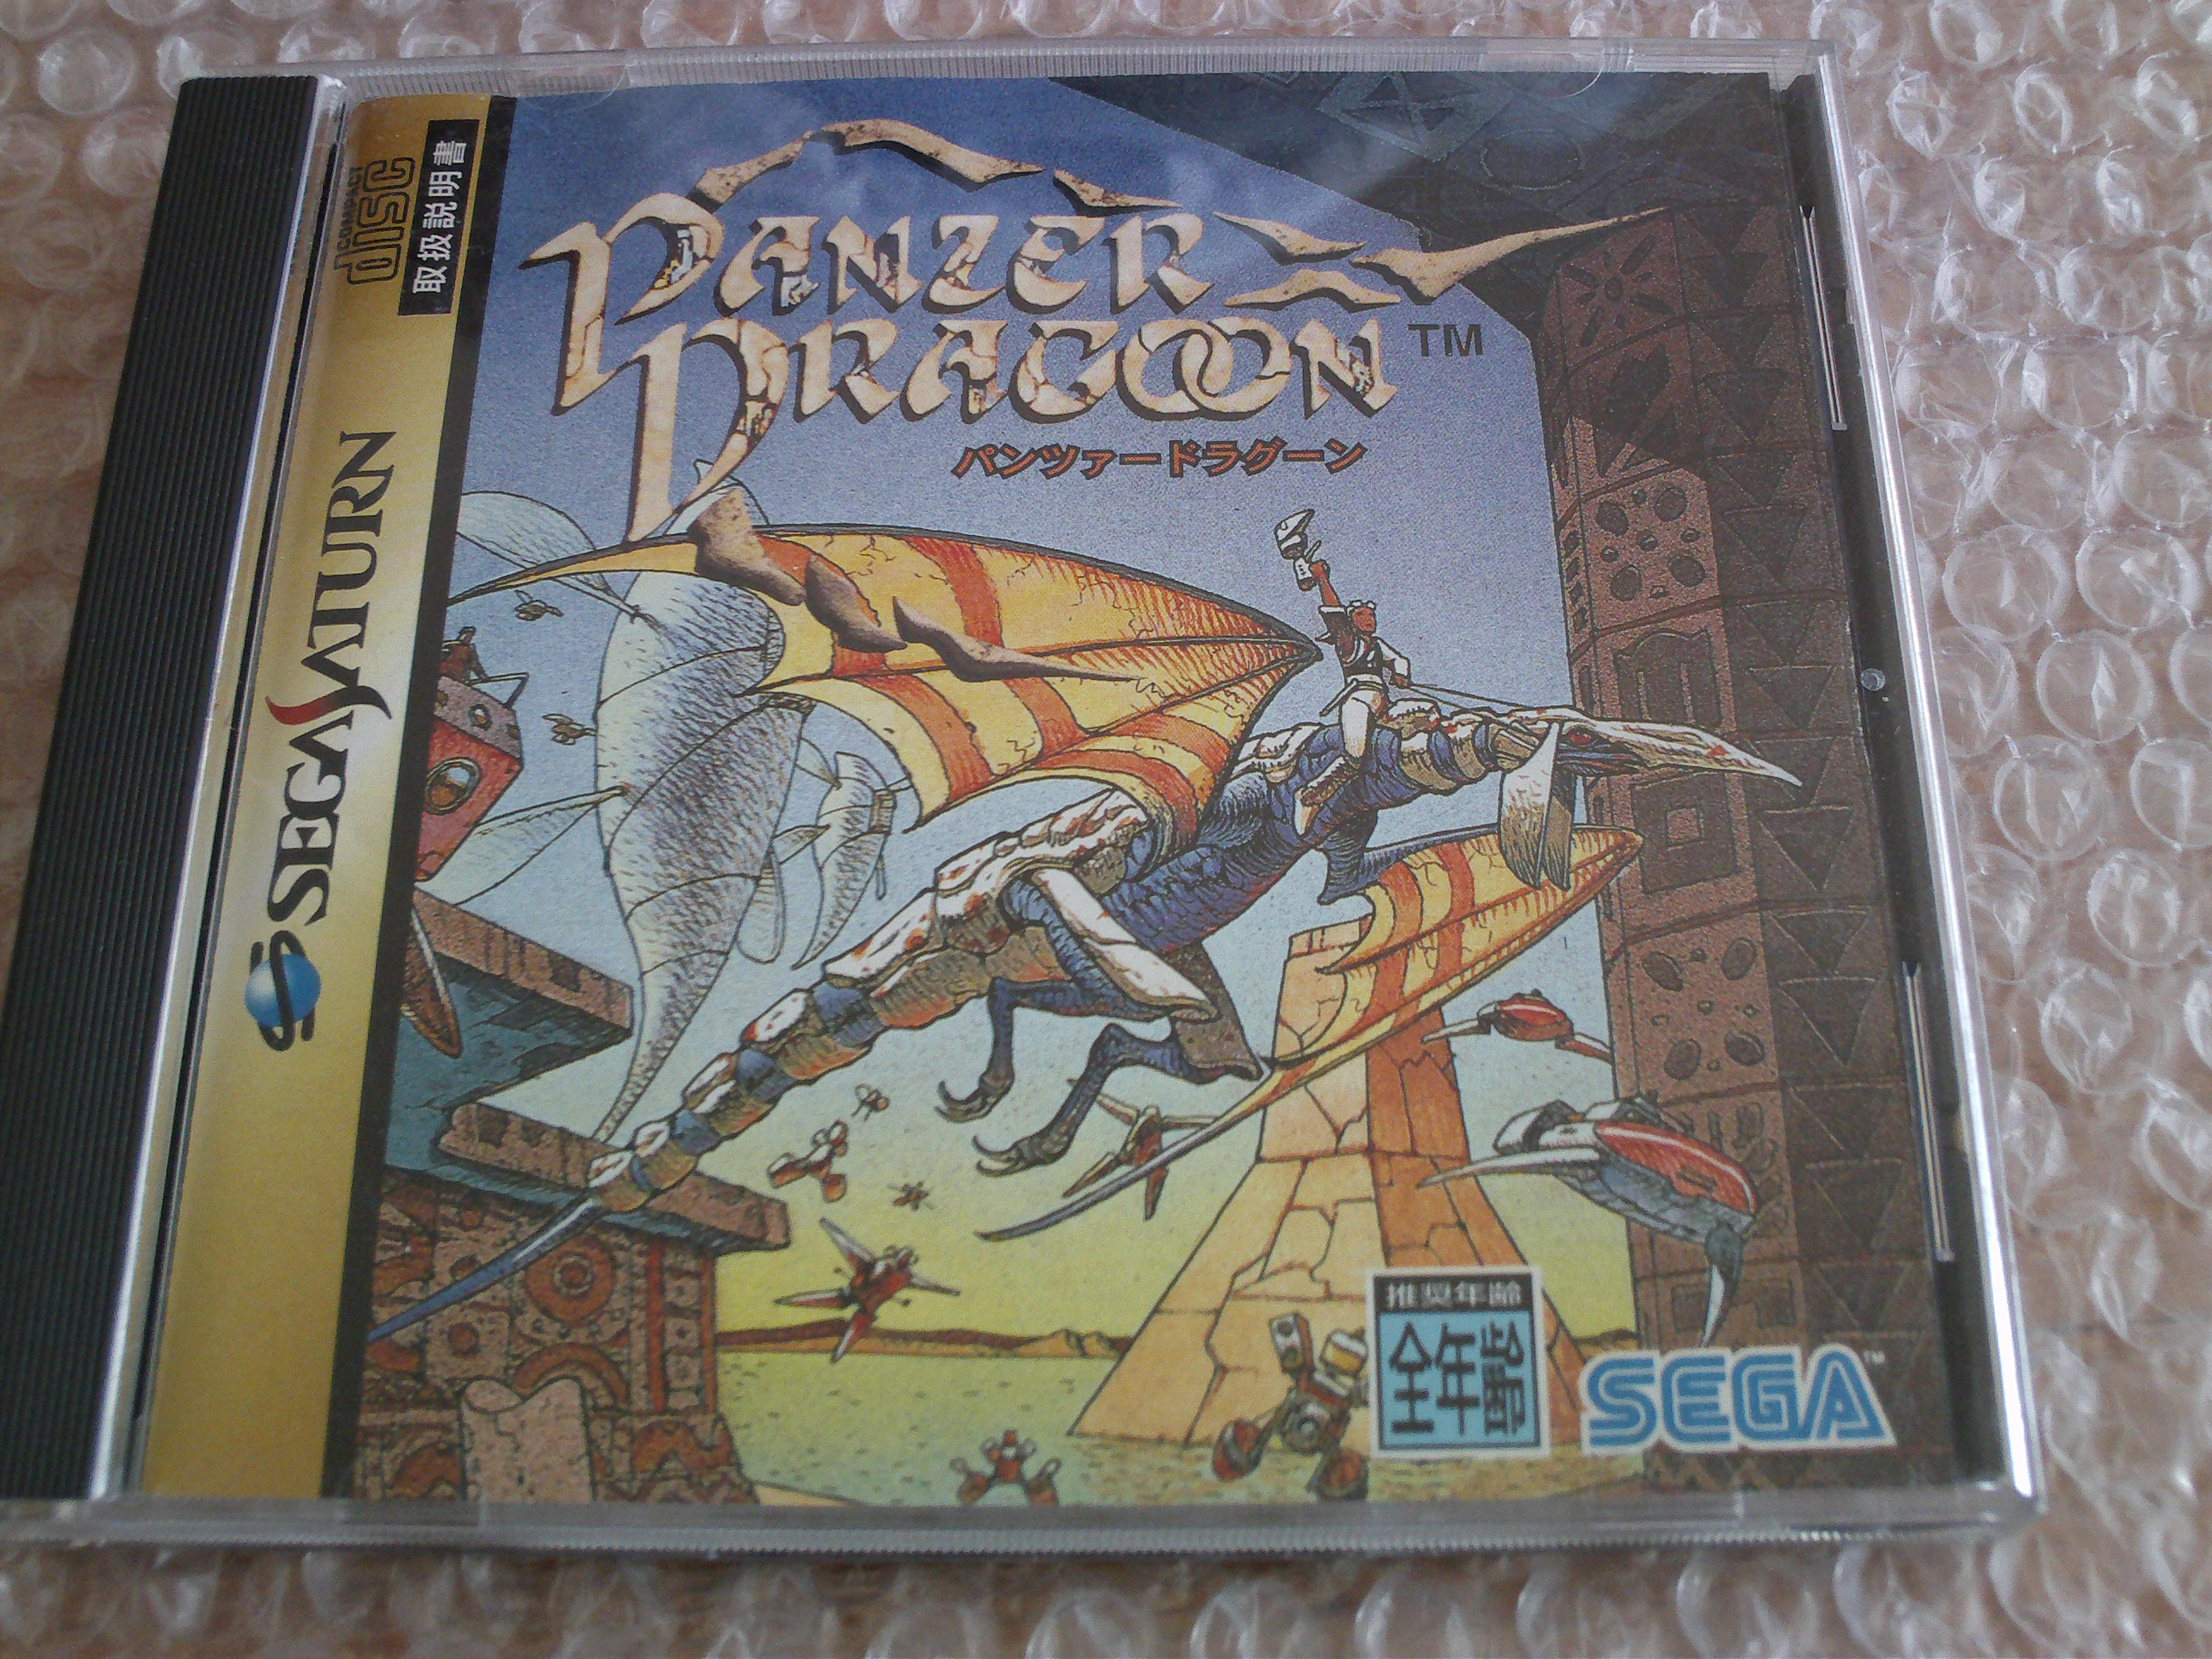 COMPACT
disc
取扱説明書
SEGA SATURN
PANZER
DRAGOON TM
パンツァードラグーン
推奨年齢
全年齢
SEGA TM